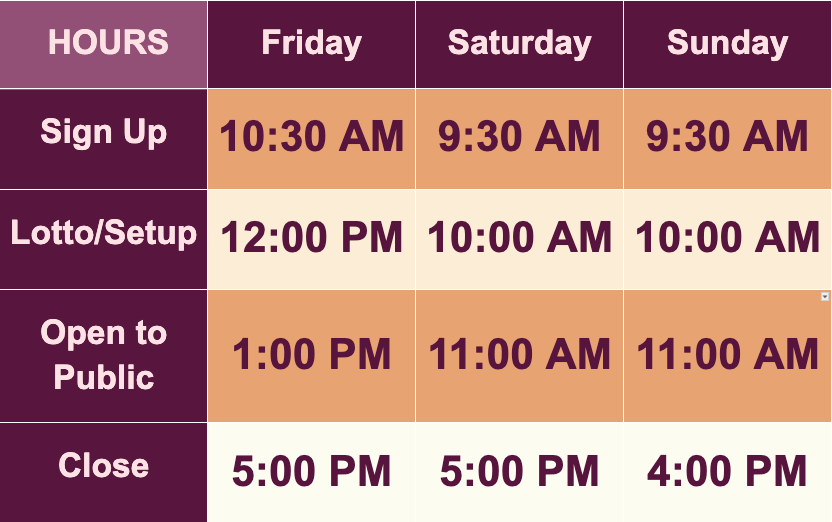 HOURS Friday Saturday Sunday
Sign Up 10:30 AM 9:30 AM 9:30 AM
Lotto/Setup 12:00 PM 10:00 AM 10:00 AM
Open to
Public 1:00 PM 11:00 AM 11:00 AM
Close 5:00 PM 5:00 PM 4:00 PM